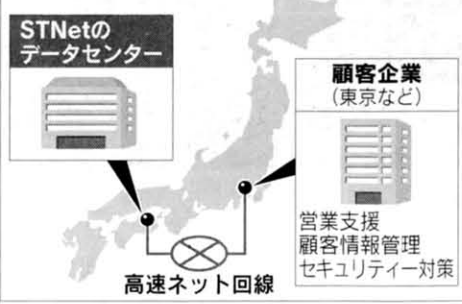 STNetの
データセンター
顧客企業
(東京など)
営業支援
顧客情報管理
セキュリティー対策
高速ネット回線